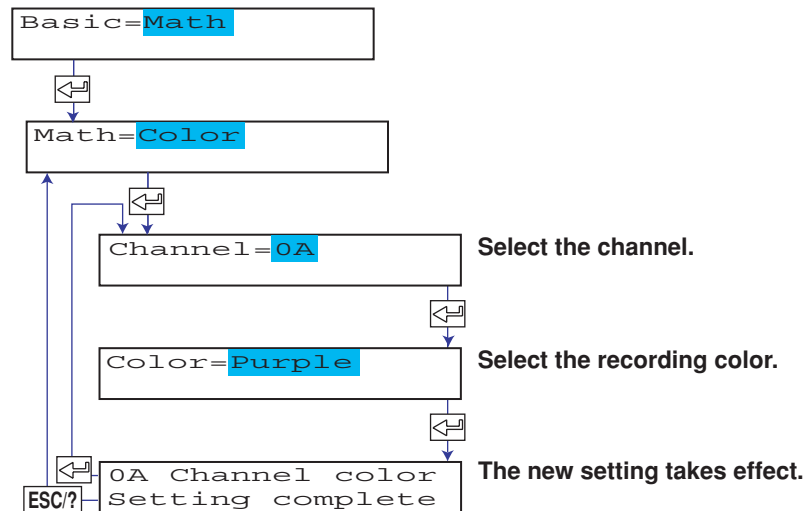 Basic=Math
Math=Color
Channel=0A
Select the channel.
Color=Purple
Select the recording color.
0A Channel color
The new setting takes effect.
ESC/?
Setting complete